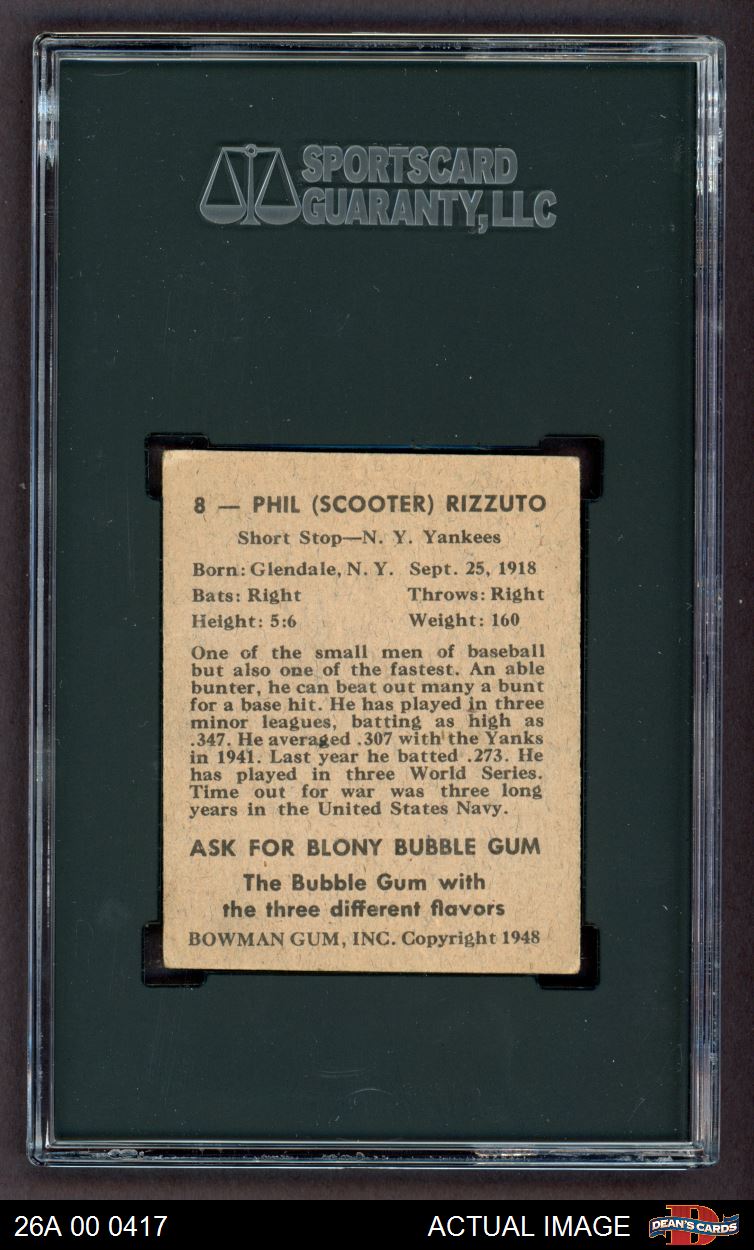 SPORTSCARD
GUARANTY, LLC
8 — PHIL (SCOOTER) RIZZUTO
Short Stop—N. Y. Yankees
Born: Glendale, N. Y. Sept. 25, 1918
Bats: Right Throws: Right
Height: 5:6 Weight: 160
One of the small men of baseball
but also one of the fastest. An able
bunter, he can beat out many a bunt
for a base hit. He has played in three
minor leagues, batting as high as
.347. He averaged .307 with the Yanks
in 1941. Last year he batted .273. He
has played in three World Series.
Time out for war was three long
years in the United States Navy.
ASK FOR BLONY BUBBLE GUM
The Bubble Gum with
the three different flavors
BOWMAN GUM, INC. Copyright 1948
26A 00 0417 ACTUAL IMAGE D DEAN'S CARDS